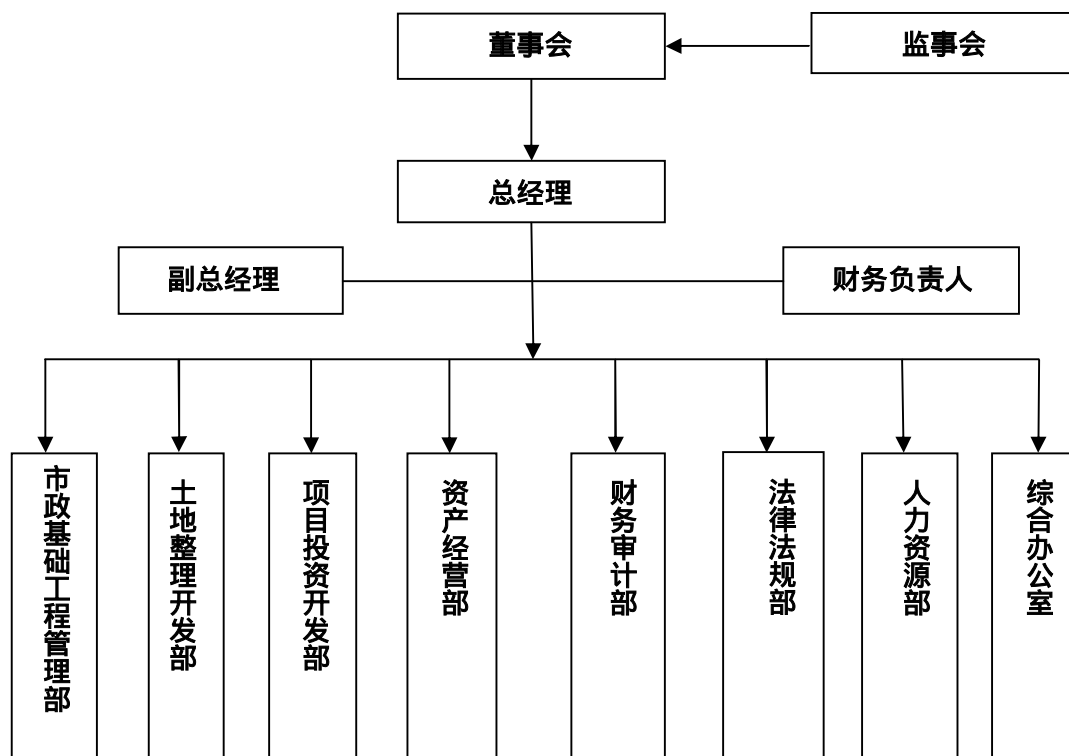 董事会
监事会
总经理
副总经理
财务负责人
市政基础工程管理部
土地整理开发部
项目投资开发部
资产经营部
财务审计部
法律法规部
人力资源部
综合办公室